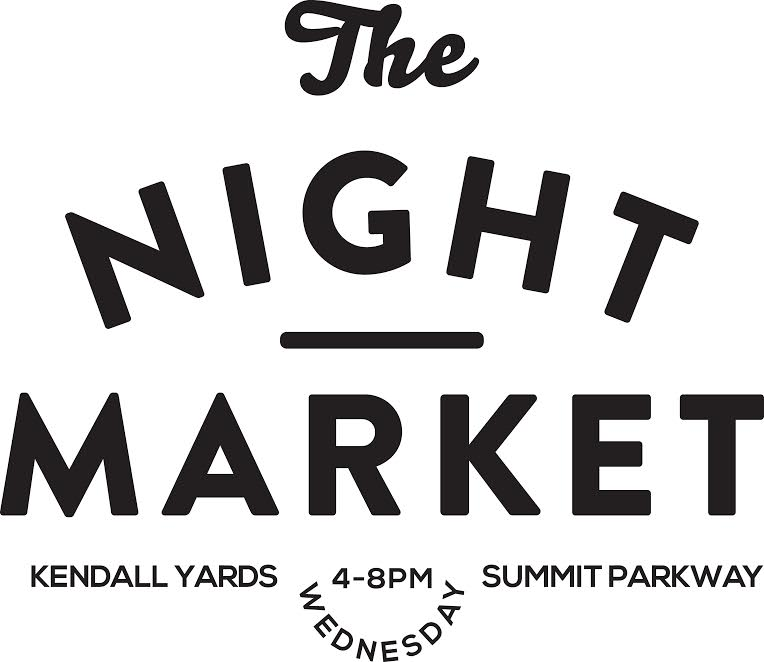 The
NIGHT
MARKET
KENDALL YARDS 4-8PM SUMMIT PARKWAY
WEDNESDAY